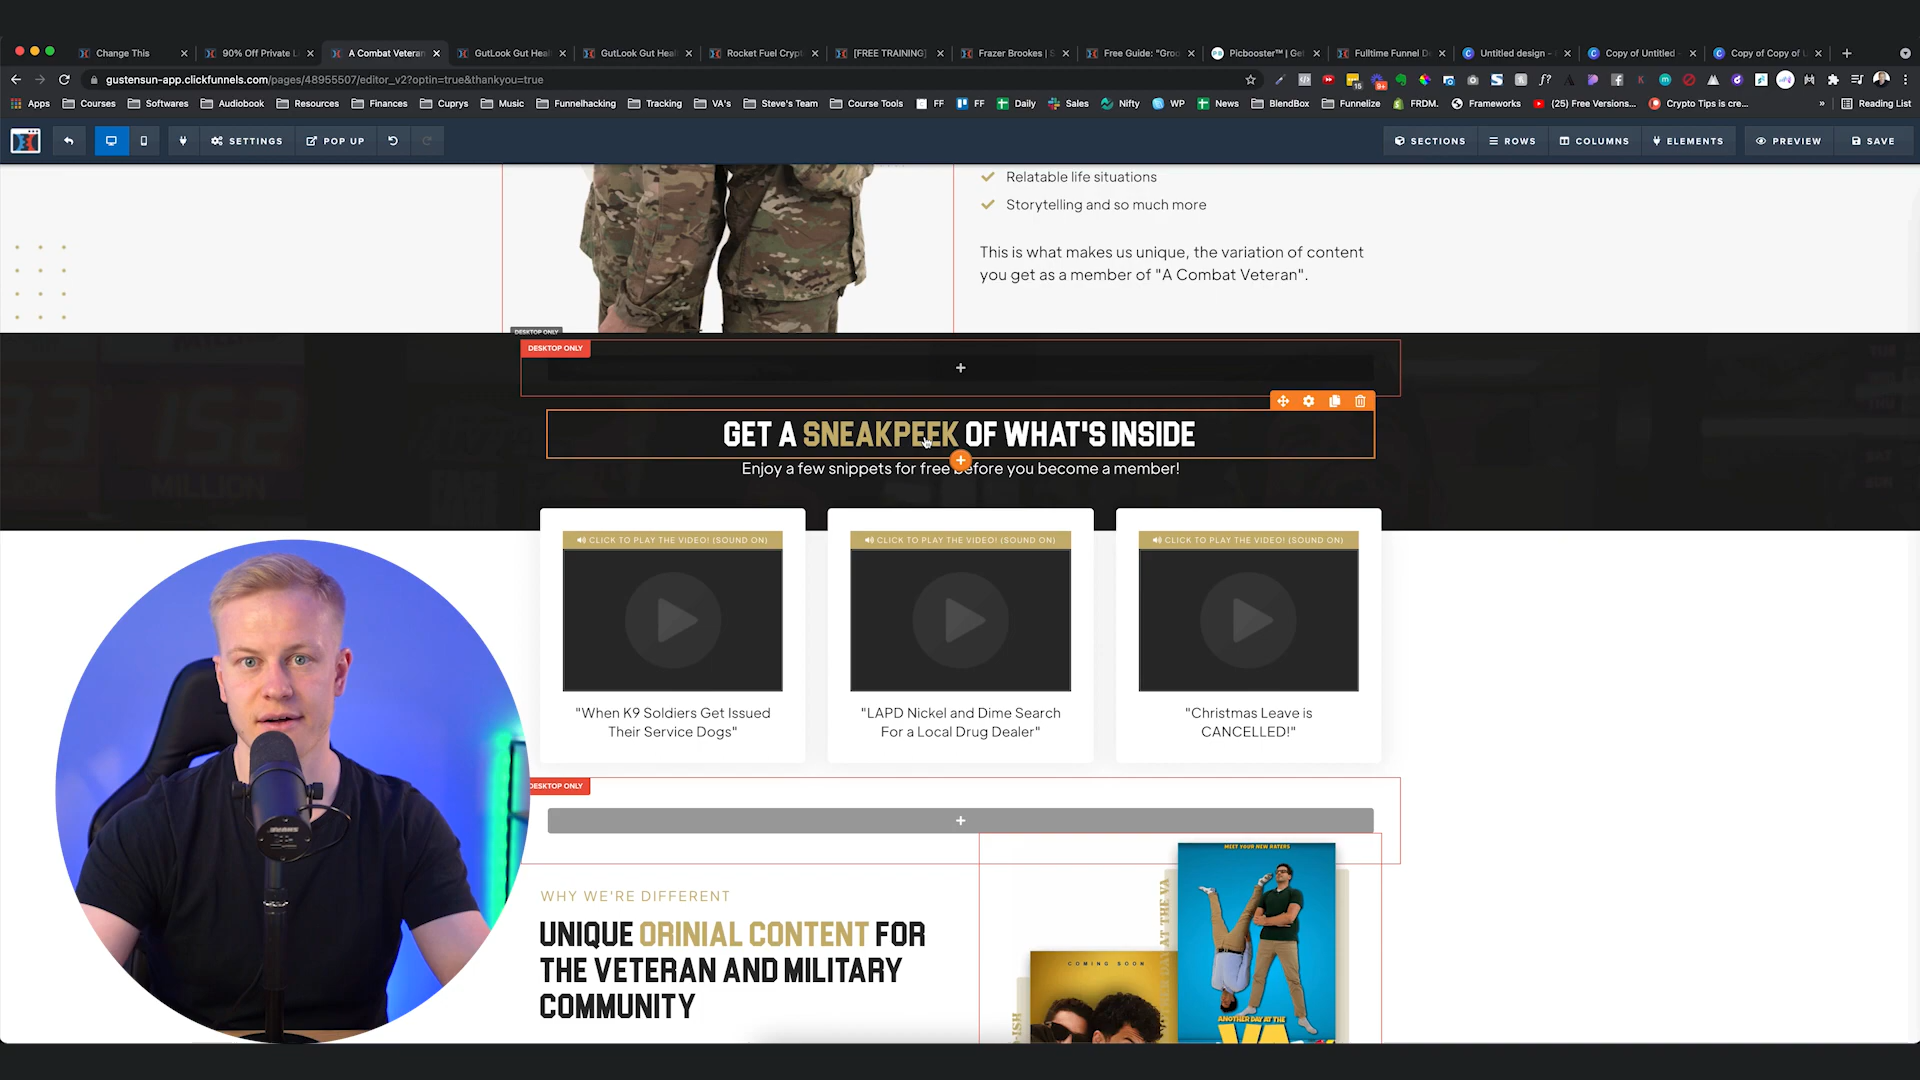 Change This
90% Off Private L
A Combat Veteran
GutLook Gut Heal
GutLook Gut Heal
Rocket Fuel Cryp
[FREE TRAINING]
Frazer Brookes | S
Free Guide: "Groc
Picbooster™ | Ge
Fulltime Funnel D
Untitled design -
Copy of Untitled
Copy of Copy of
gustensun-app.clickfunnels.com/pages/48955507/editor_v2?optin=true&thankyou=true
Apps
Courses
Softwares
Audiobook
Resources
Finances
Cuprys
Music
Funnelhacking
Tracking
VA's
Steve's Team
Course Tools
FF
FF
Daily
Sales
Nifty
WP
News
BlendBox
Funnelize
FRDM.
Frameworks
(25) Free Versions...
Crypto Tips is cre...
»
Reading List
SETTINGS
POP UP
SECTIONS
ROWS
COLUMNS
ELEMENTS
PREVIEW
SAVE
Relatable life situations
Storytelling and so much more
This is what makes us unique, the variation of content
you get as a member of "A Combat Veteran".
DESKTOP ONLY
DESKTOP ONLY
GET A SNEAKPEEK OF WHAT'S INSIDE
Enjoy a few snippets for free before you become a member!
152
MILLION
CLICK TO PLAY THE VIDEO! (SOUND ON)
CLICK TO PLAY THE VIDEO! (SOUND ON)
CLICK TO PLAY THE VIDEO! (SOUND ON)
"When K9 Soldiers Get Issued
Their Service Dogs"
"LAPD Nickel and Dime Search
For a Local Drug Dealer"
"Christmas Leave is
CANCELLED!"
DESKTOP ONLY
WHY WE'RE DIFFERENT
UNIQUE ORINIAL CONTENT FOR
THE VETERAN AND MILITARY
COMMUNITY
MEET YOUR NEW RATERS
COMING SOON
ANOTHER DAY AT THE
VA